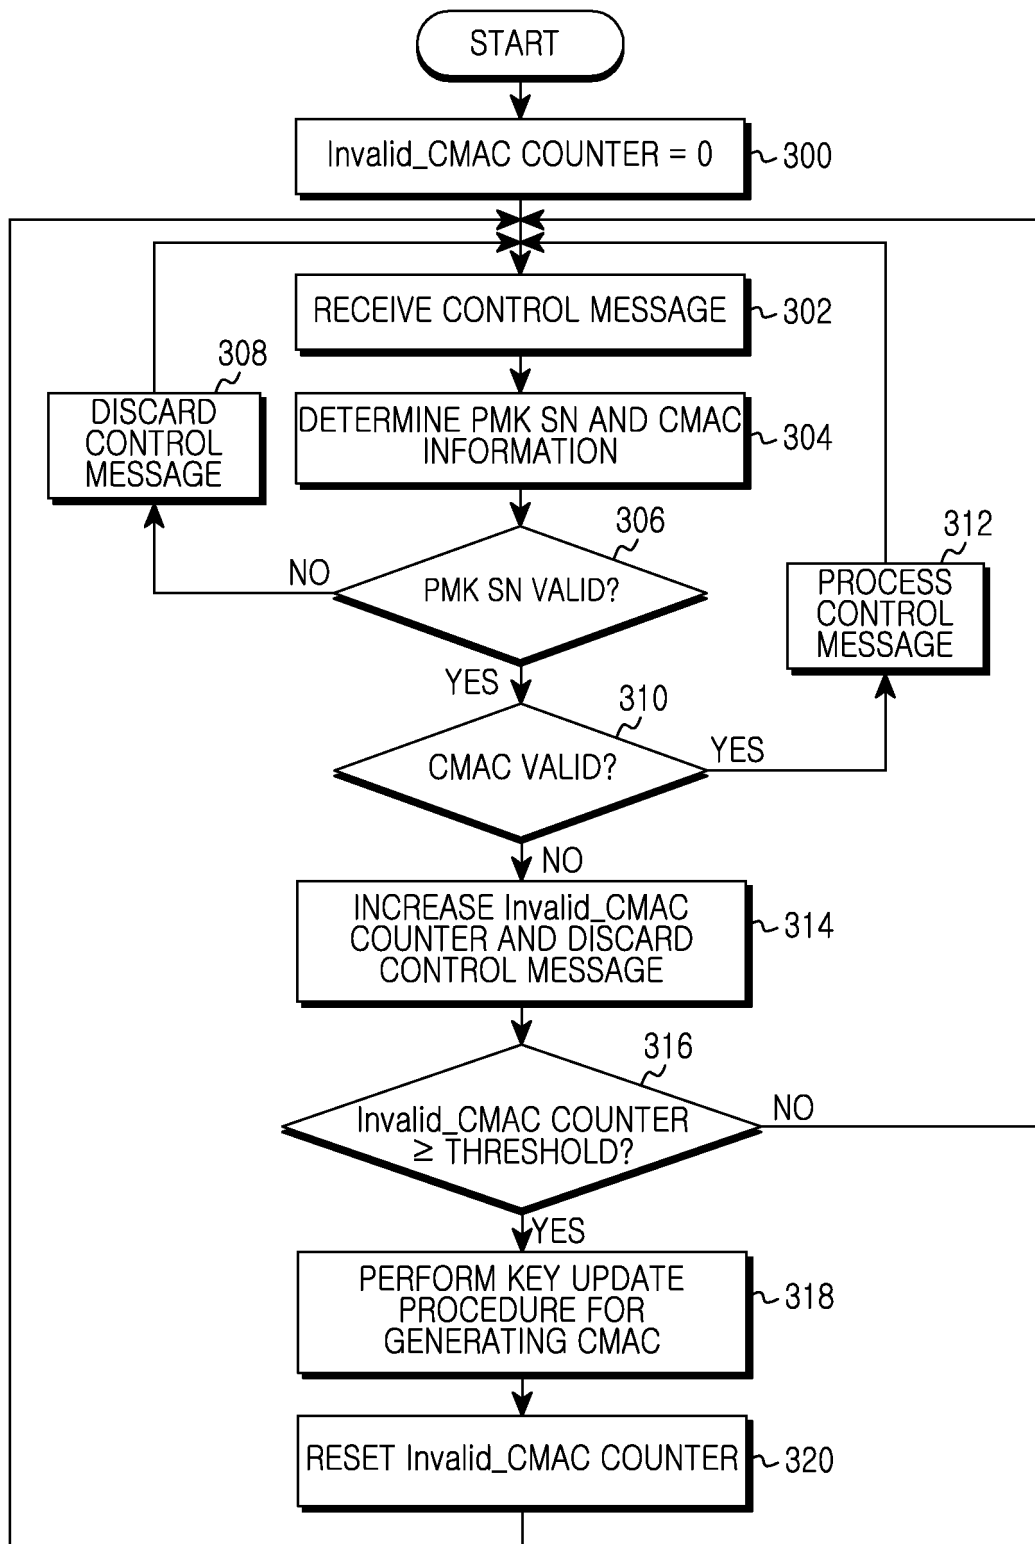 START
Invalid_CMAC COUNTER = 0
300
RECEIVE CONTROL MESSAGE
302
308
DISCARD
CONTROL
MESSAGE
DETERMINE PMK SN AND CMAC
INFORMATION
304
306
NO
PMK SN VALID?
312
PROCESS
CONTROL
MESSAGE
YES
310
CMAC VALID?
YES
NO
INCREASE Invalid_CMAC
COUNTER AND DISCARD
CONTROL MESSAGE
314
316
Invalid_CMAC COUNTER
≥ THRESHOLD?
NO
YES
PERFORM KEY UPDATE
PROCEDURE FOR
GENERATING CMAC
318
RESET Invalid_CMAC COUNTER
320